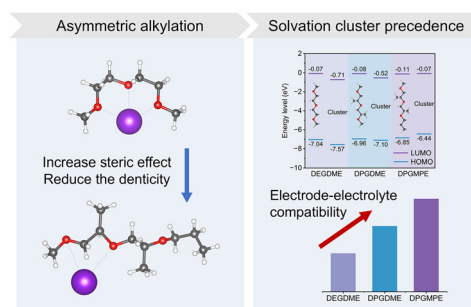 Asymmetric alkylation
Increase steric effect
Reduce the denticity
Solvation cluster precedence
Energy level (eV)
0
-2
-4
-6
-8
-10
-0.07
-0.71
-0.08
-0.52
-0.11
-0.07
Cluster
Cluster
Cluster
-7.04
-7.57
-6.96
-7.10
-6.85
-6.44
LUMO
HOMO
DEGDME
DPGDME
DPGMPE
Electrode-electrolyte
compatibility
DEGDME
DPGDME
DPGMPE